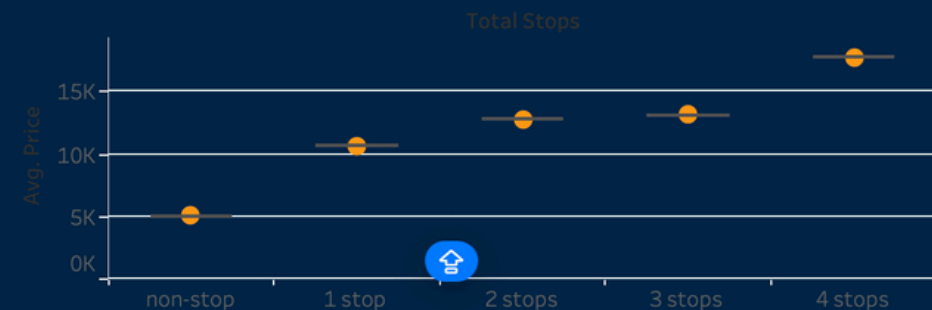 Total Stops
Avg. Price
15K
10K
5K
0K
non-stop 1 stop 2 stops 3 stops 4 stops